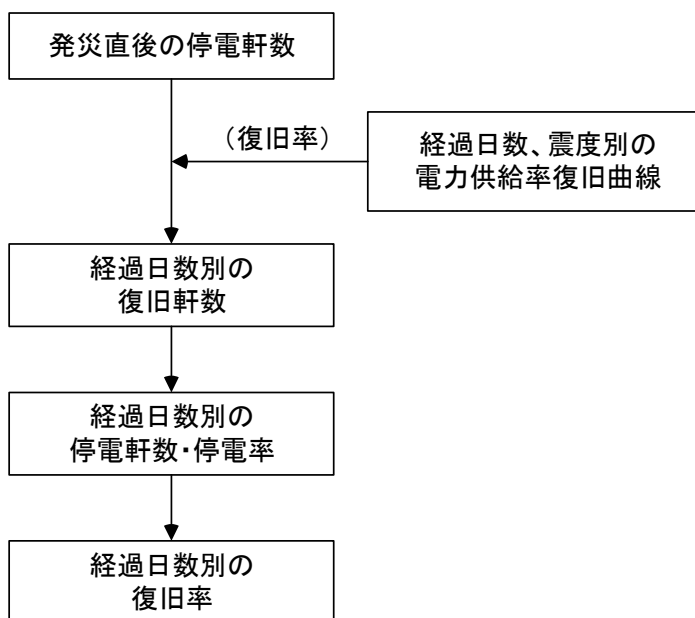 発災直後の停電軒数
（復旧率）
経過日数、震度別の
電力供給率復旧曲線
経過日数別の
復旧軒数
経過日数別の
停電軒数・停電率
経過日数別の
復旧率